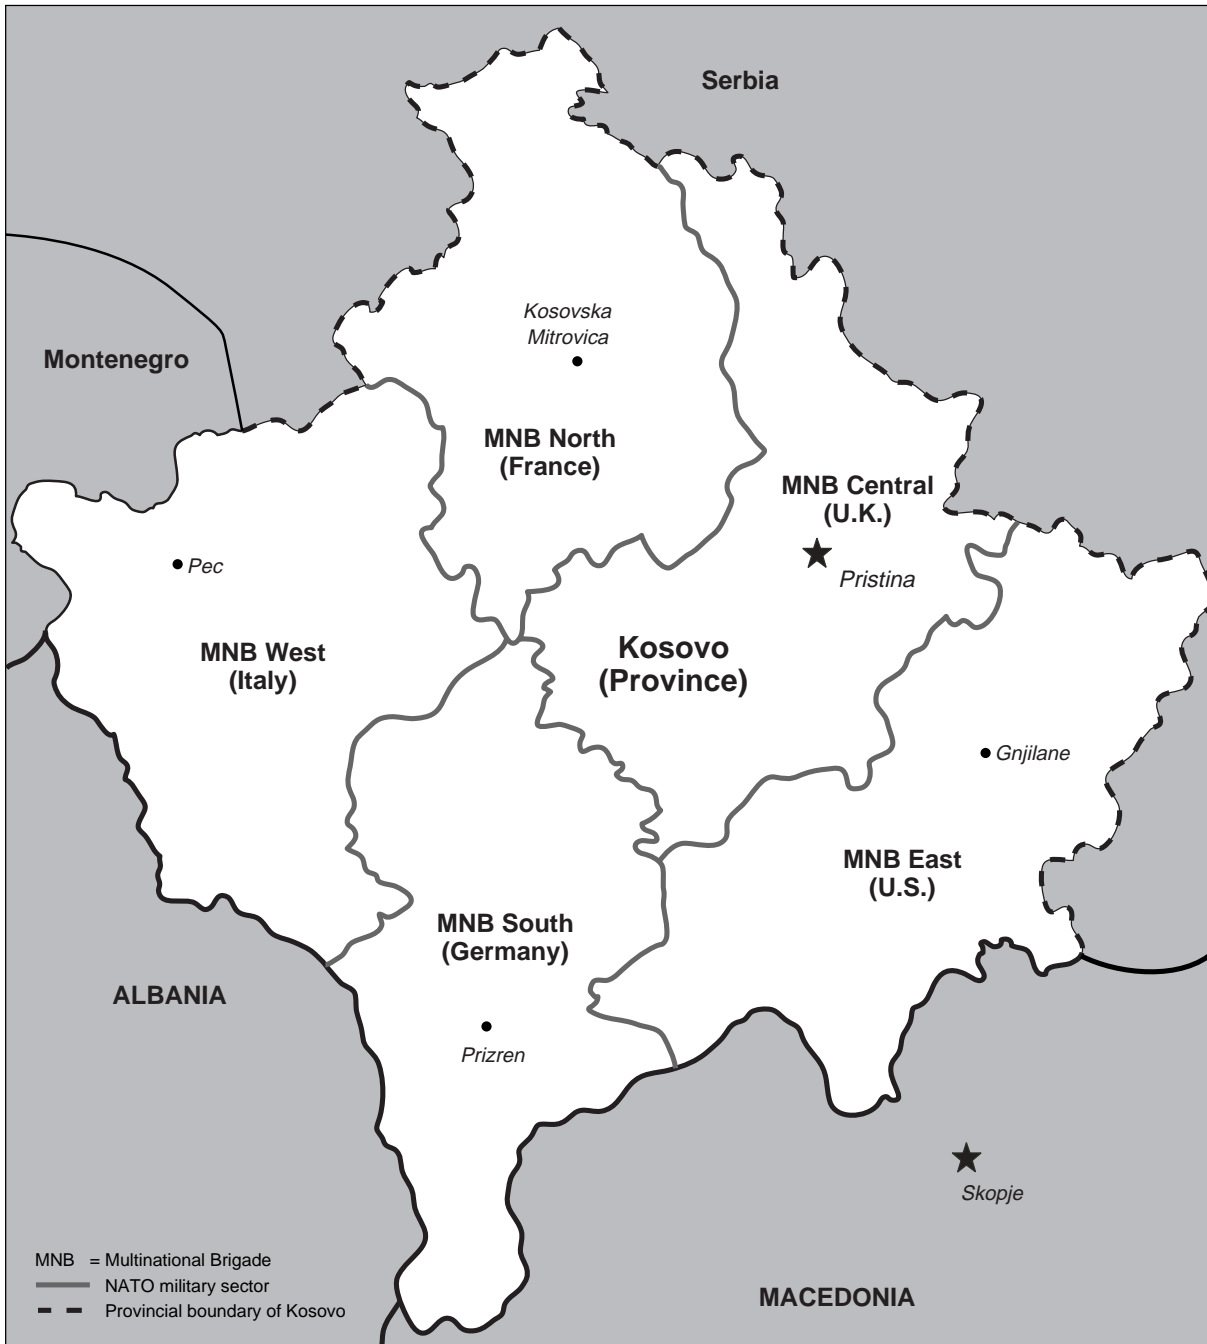 Serbia
Kosovska
Mitrovica
Montenegro
MNB North
(France)
MNB Central
(U.K.)
Pec
Pristina
Kosovo
(Province)
MNB West
(Italy)
Gnjilane
MNB East
(U.S.)
MNB South
(Germany)
ALBANIA
Prizren
Skopje
MNB = Multinational Brigade
NATO military sector
Provincial boundary of Kosovo
MACEDONIA